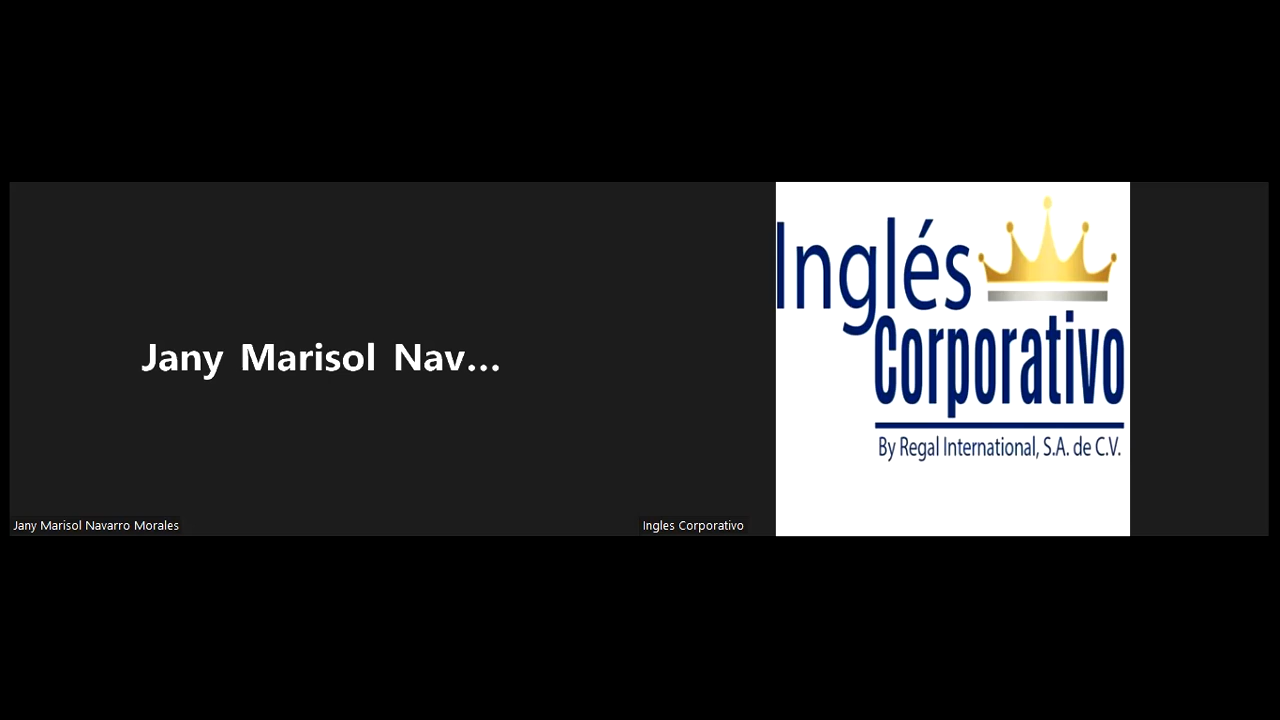 Jany Marisol Nav...
Jany Marisol Navarro Morales
Inglés
Corporativo
By Regal International, S.A. de C.V.
Ingles Corporativo